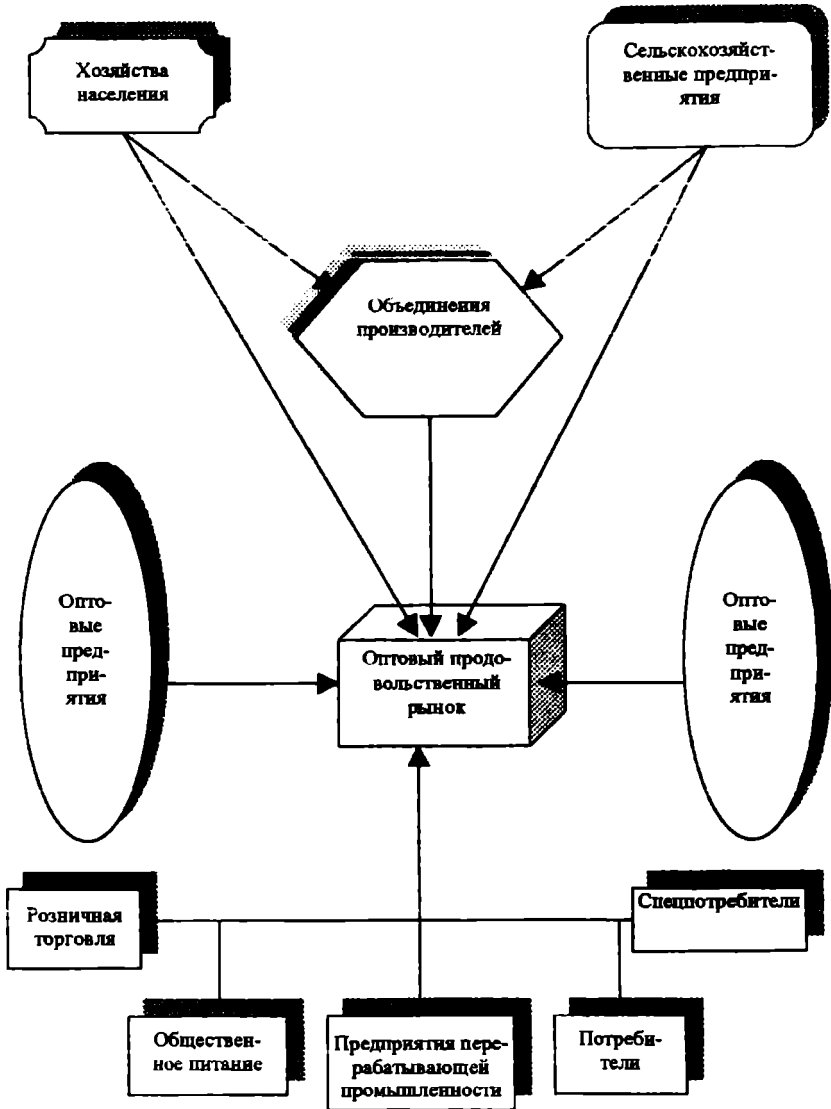 Хозяйства
населения
Сельскохозяйст-
венные предпри-
ятия
Объединения
производителей
Опто-
вые
пред-
при-
ятия
Оптовый продо-
вольственный
рынок
Опто-
вые
пред-
при-
ятия
Розничная
торговля
Спецпотребители
Обществен-
ное питание
Предприятия пере-
рабатывающей
промышленности
Потреби-
тели